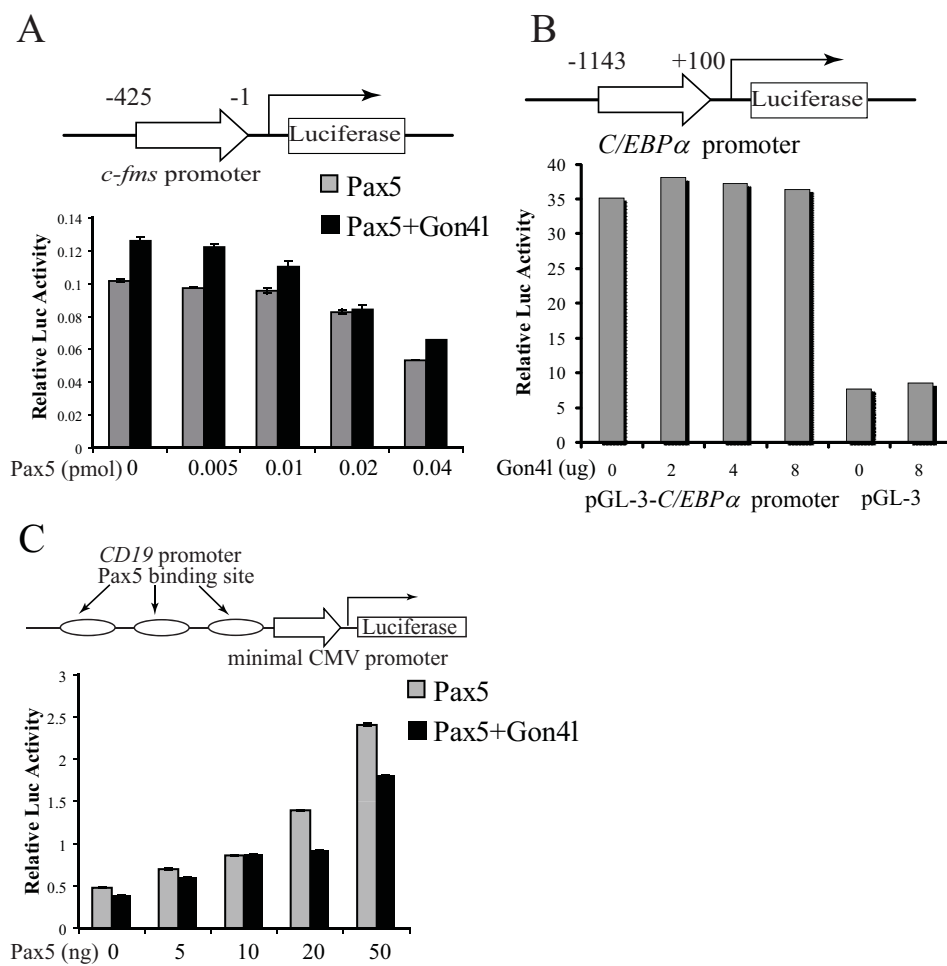 A
-425 -1
Luciferase
c-fms promoter
Pax5
Pax5+Gon4l
Relative Luc Activity
0.14
0.12
0.1
0.08
0.06
0.04
0.02
0
Pax5 (pmol) 0 0.005 0.01 0.02 0.04
B
-1143 +100
Luciferase
C/EBPα promoter
Relative Luc Activity
40
35
30
25
20
15
10
5
0
Gon4l (ug) 0 2 4 8 0 8
pGL-3-C/EBPα promoter pGL-3
C
CD19 promoter
Pax5 binding site
Luciferase
minimal CMV promoter
Pax5
Pax5+Gon4l
Relative Luc Activity
3
2.5
2
1.5
1
0.5
0
Pax5 (ng) 0 5 10 20 50